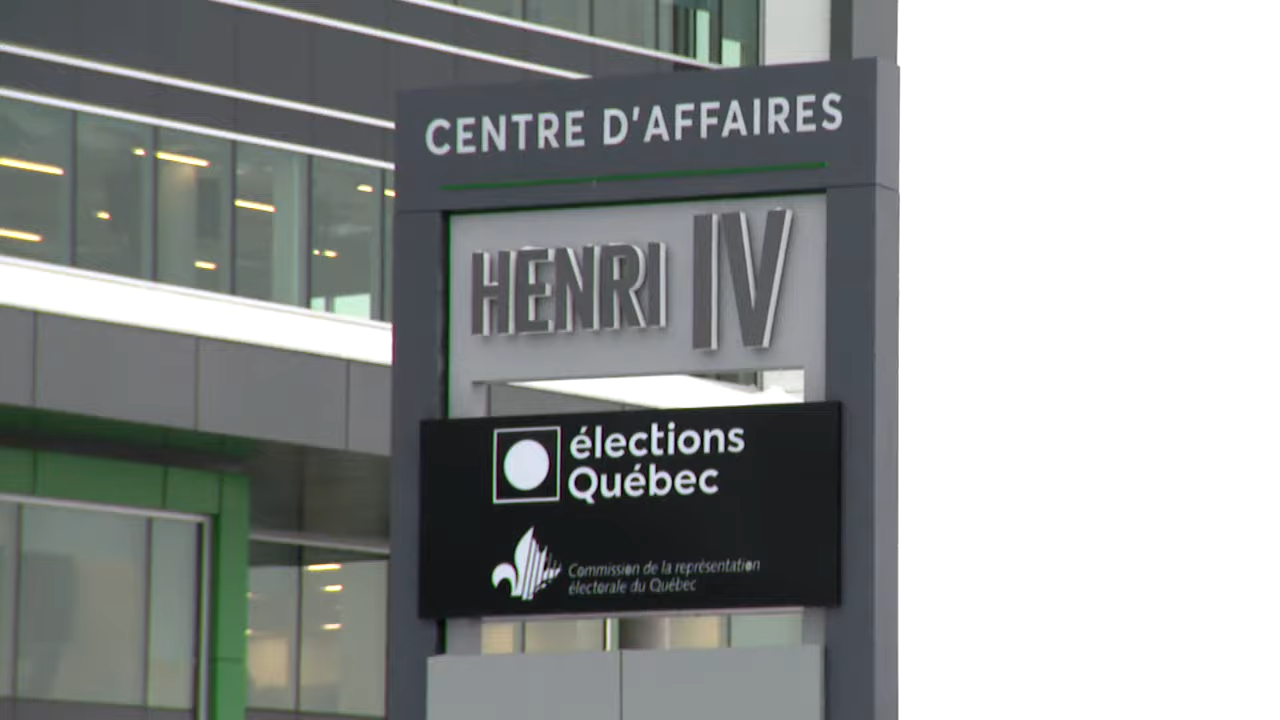 CENTRE D'AFFAIRES
HENRI IV
élections
Québec
Commission de la représentation
électorale du Québec